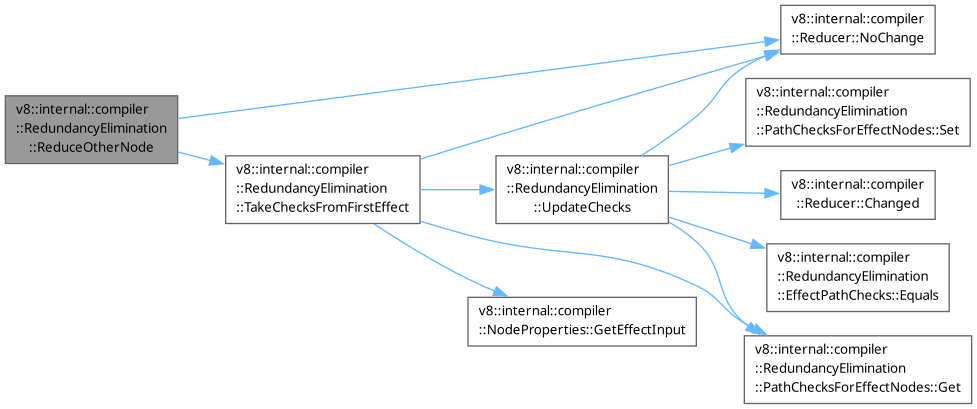 v8::internal::compiler
::RedundancyElimination
::ReduceOtherNode
v8::internal::compiler
::RedundancyElimination
::TakeChecksFromFirstEffect
v8::internal::compiler
::RedundancyElimination
::UpdateChecks
v8::internal::compiler
::NodeProperties::GetEffectInput
v8::internal::compiler
::Reducer::NoChange
v8::internal::compiler
::RedundancyElimination
::PathChecksForEffectNodes::Set
v8::internal::compiler
::Reducer::Changed
v8::internal::compiler
::RedundancyElimination
::EffectPathChecks::Equals
v8::internal::compiler
::RedundancyElimination
::PathChecksForEffectNodes::Get